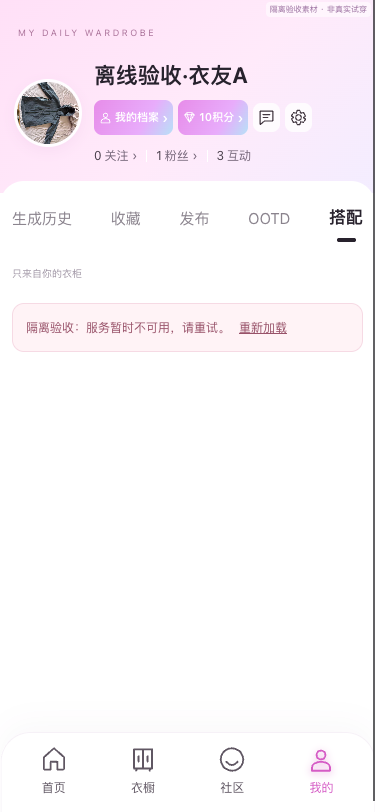 隔离验收素材 · 非真实试穿
MY DAILY WARDROBE
离线验收·衣友A
我的档案 › 10积分 ›
0 关注 › 1 粉丝 › 3 互动
生成历史 收藏 发布 OOTD 搭配
只来自你的衣柜
隔离验收：服务暂时不可用，请重试。 重新加载
首页 衣橱 社区 我的